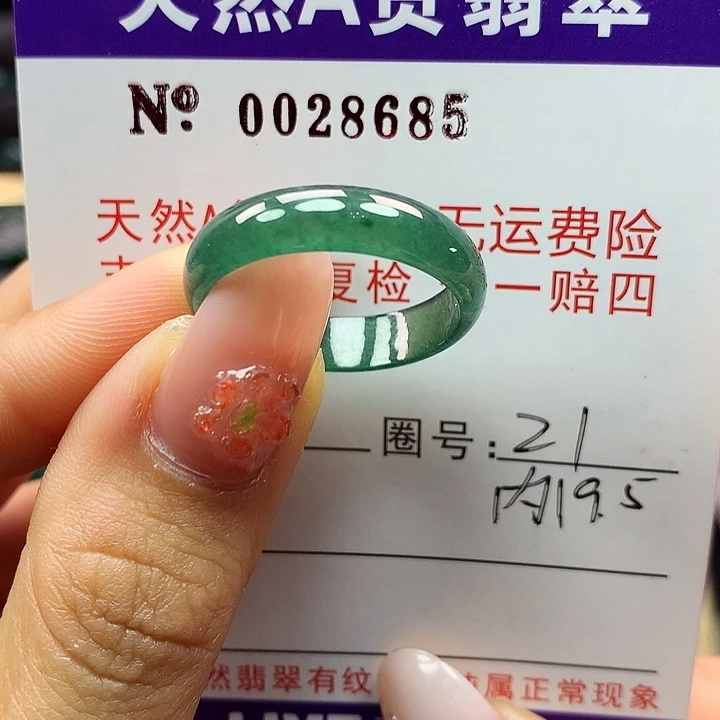 天然A货翡翠
Nº 0028685
天然 无运费险
复检 一赔四
圈号:21
内19.5
然翡翠有纹 属正常现象